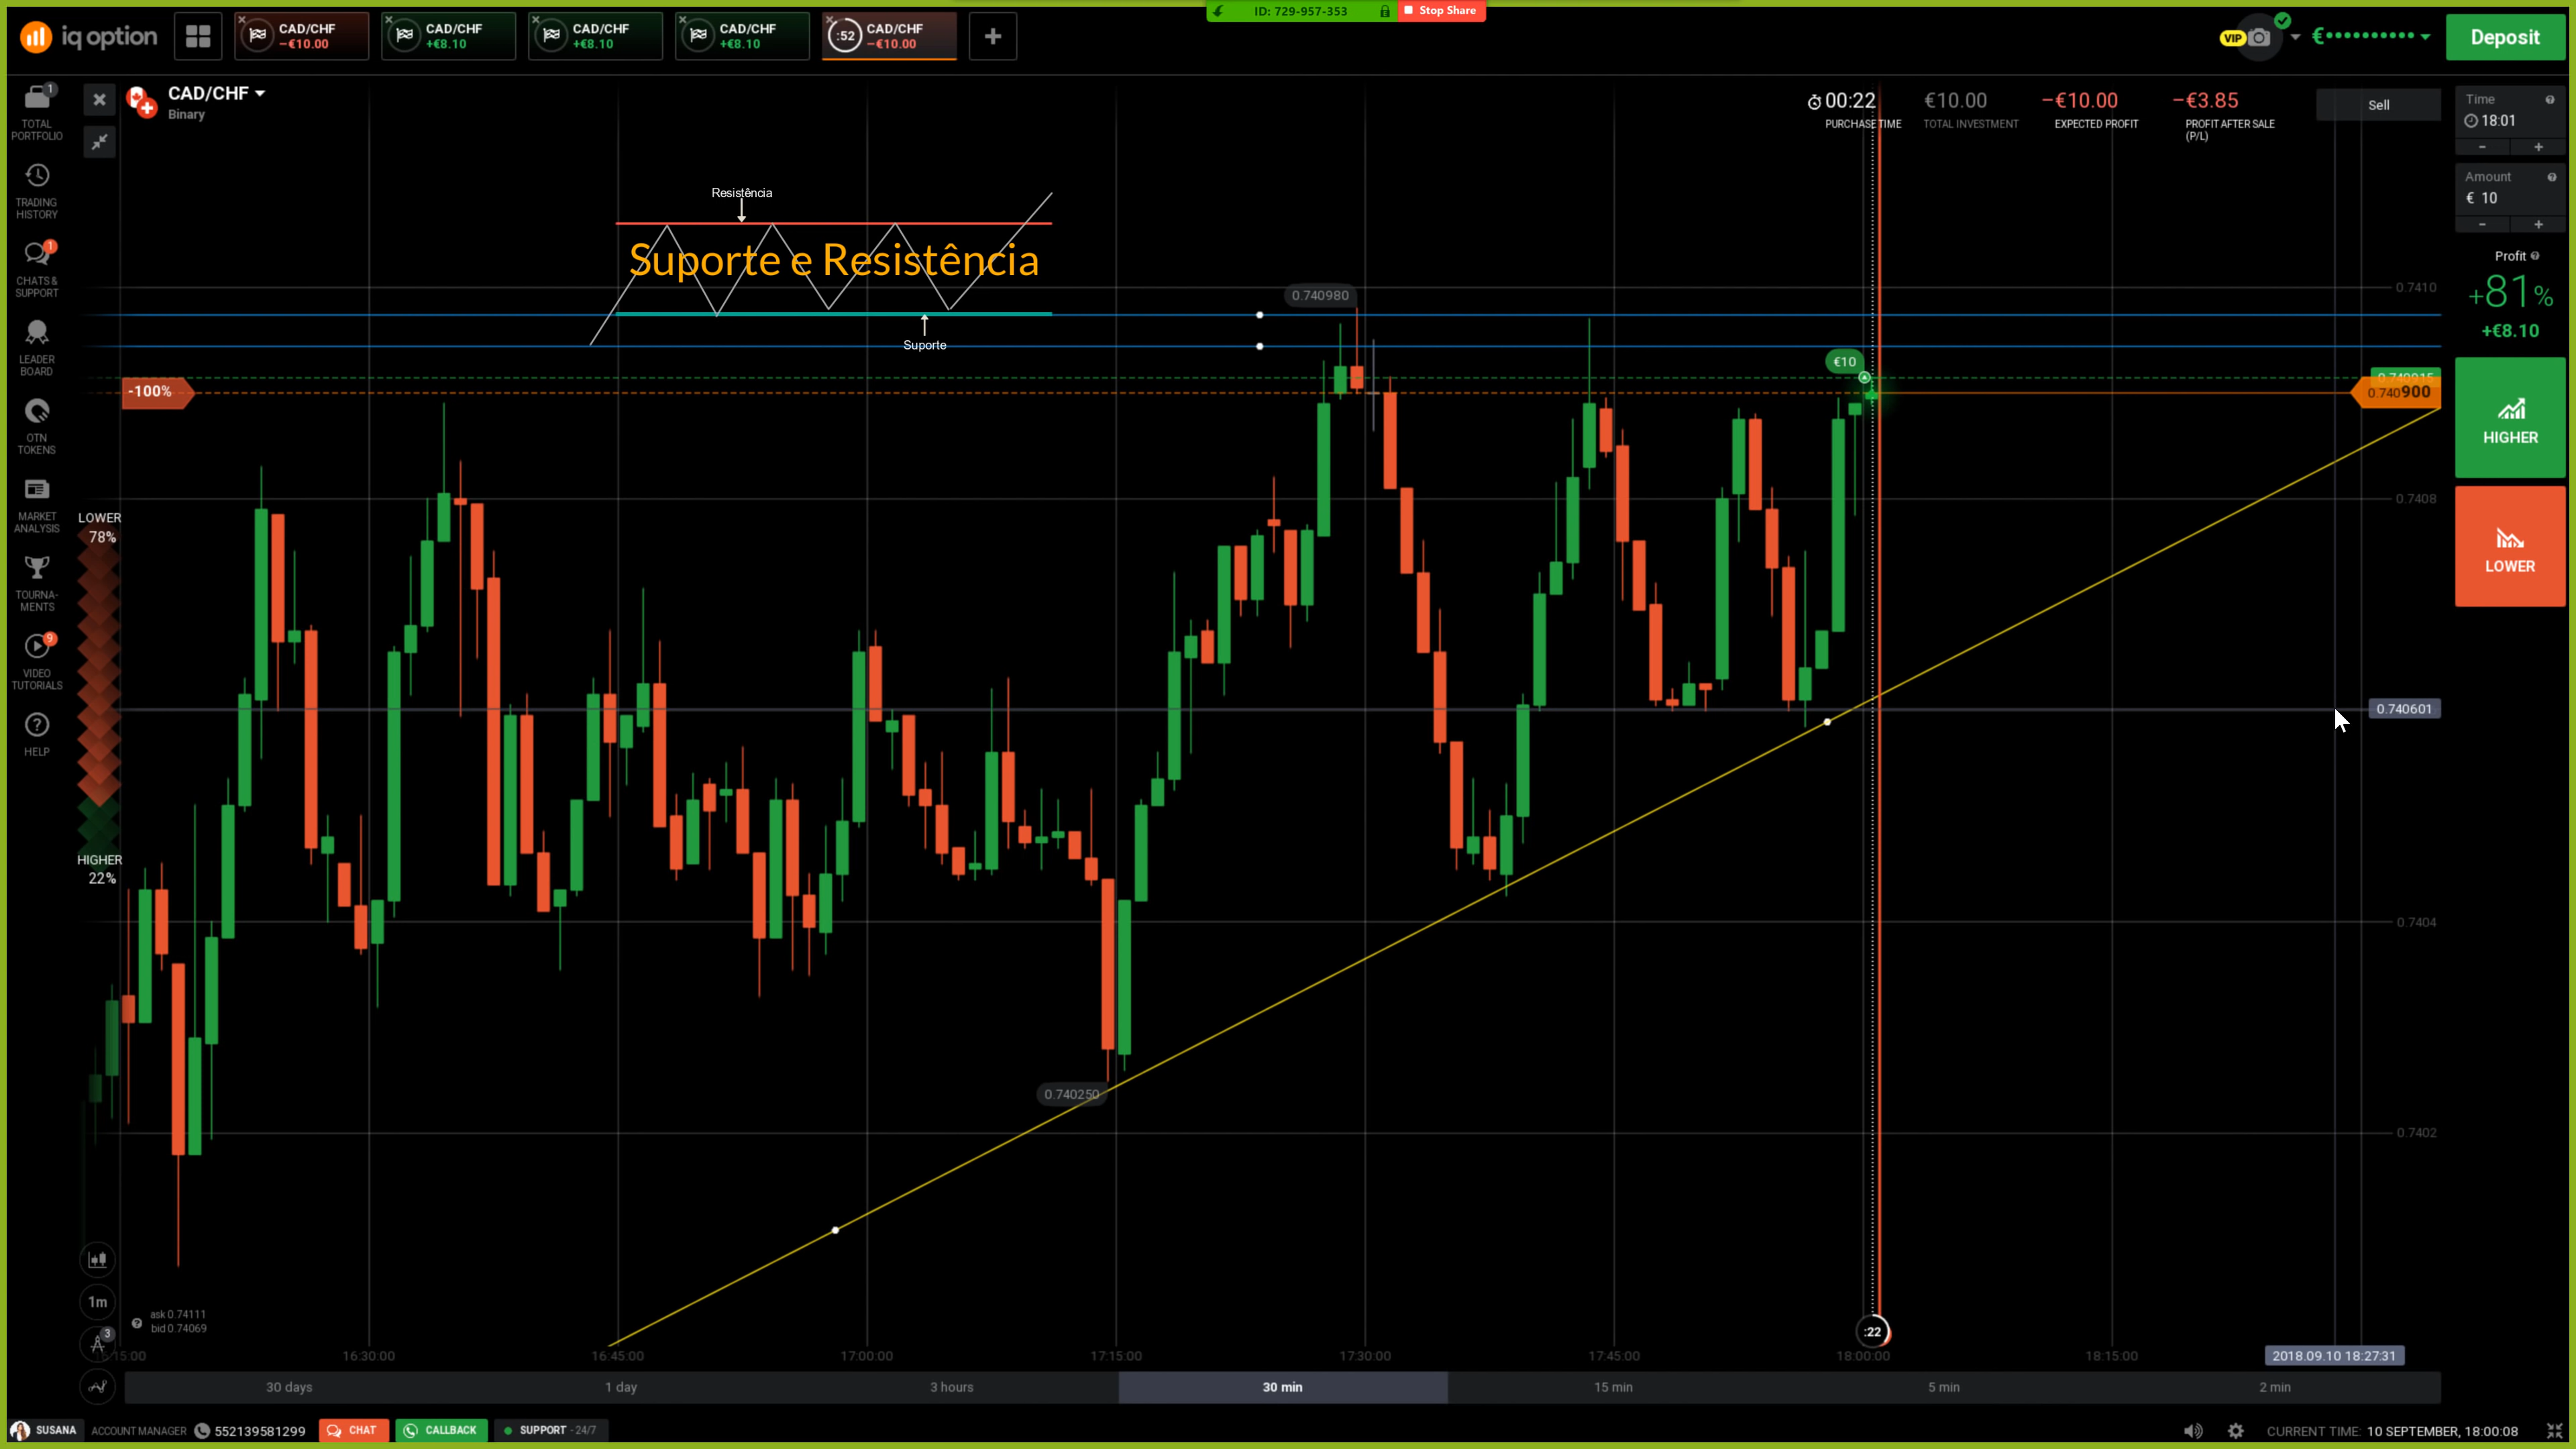 ID: 729-957-353
Stop Share
iq option
CAD/CHF
−€10.00
CAD/CHF
+€8.10
CAD/CHF
+€8.10
CAD/CHF
+€8.10
:52
CAD/CHF
−€10.00
VIP
€
Deposit
1
TOTAL
PORTFOLIO
TRADING
HISTORY
1
CHATS &
SUPPORT
LEADER
BOARD
OTN
TOKENS
MARKET
ANALYSIS
TOURNA-
MENTS
9
VIDEO
TUTORIALS
HELP
CAD/CHF
Binary
00:22
PURCHASE TIME
€10.00
TOTAL INVESTMENT
−€10.00
EXPECTED PROFIT
−€3.85
PROFIT AFTER SALE
(P/L)
Sell
Time
18:01
- +
Amount
€ 10
- +
Profit
+81%
+€8.10
HIGHER
LOWER
Resistência
Suporte e Resistência
Suporte
0.740980
0.7410
€10
0.740915
-100%
0.740900
0.7408
LOWER
78%
0.740601
HIGHER
22%
0.7404
0.740250
0.7402
1m
3
ask 0.74111
bid 0.74069
:22
15:00
16:30:00
16:45:00
17:00:00
17:15:00
17:30:00
17:45:00
18:00:00
18:15:00
2018.09.10 18:27:31
30 days
1 day
3 hours
30 min
15 min
5 min
2 min
SUSANA
ACCOUNT MANAGER
552139581299
CHAT
CALLBACK
SUPPORT - 24/7
CURRENT TIME: 10 SEPTEMBER, 18:00:08